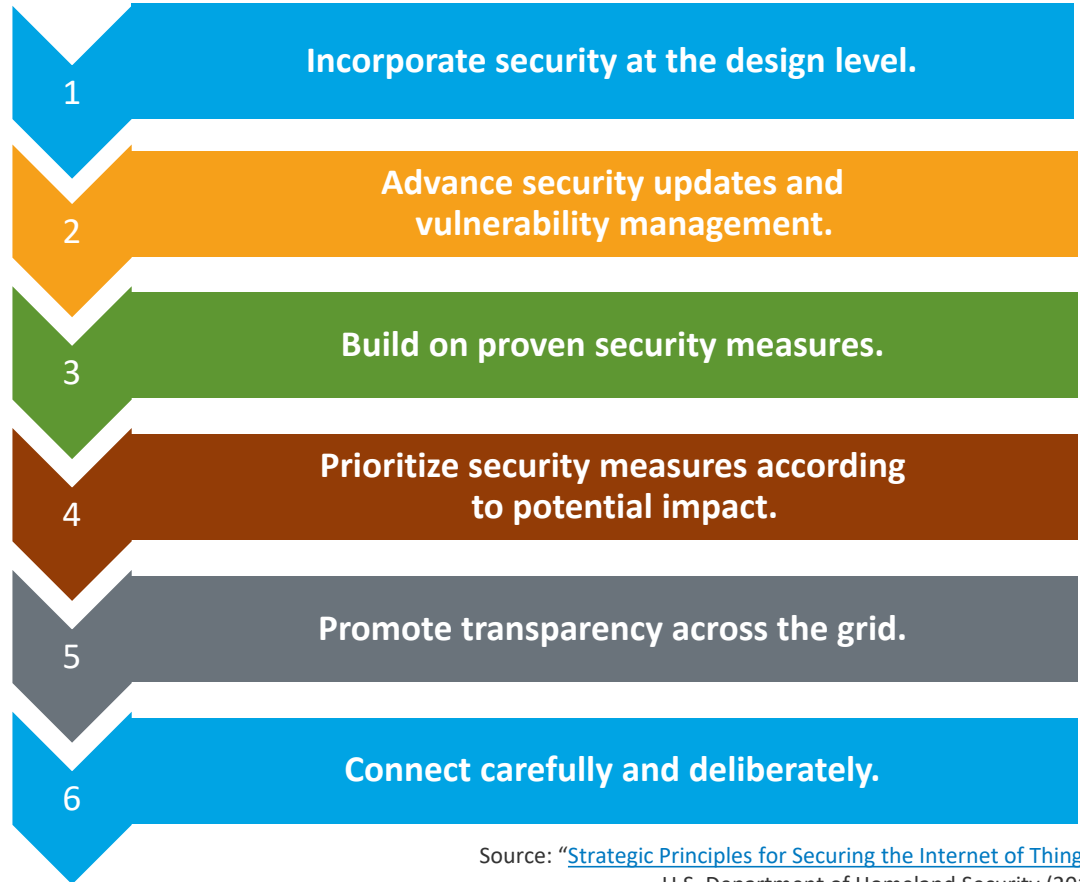 1
Incorporate security at the design level.
2
Advance security updates and
vulnerability management.
3
Build on proven security measures.
4
Prioritize security measures according
to potential impact.
5
Promote transparency across the grid.
6
Connect carefully and deliberately.
Source: “Strategic Principles for Securing the Internet of Thing
U.S. Department of Homeland Security (20